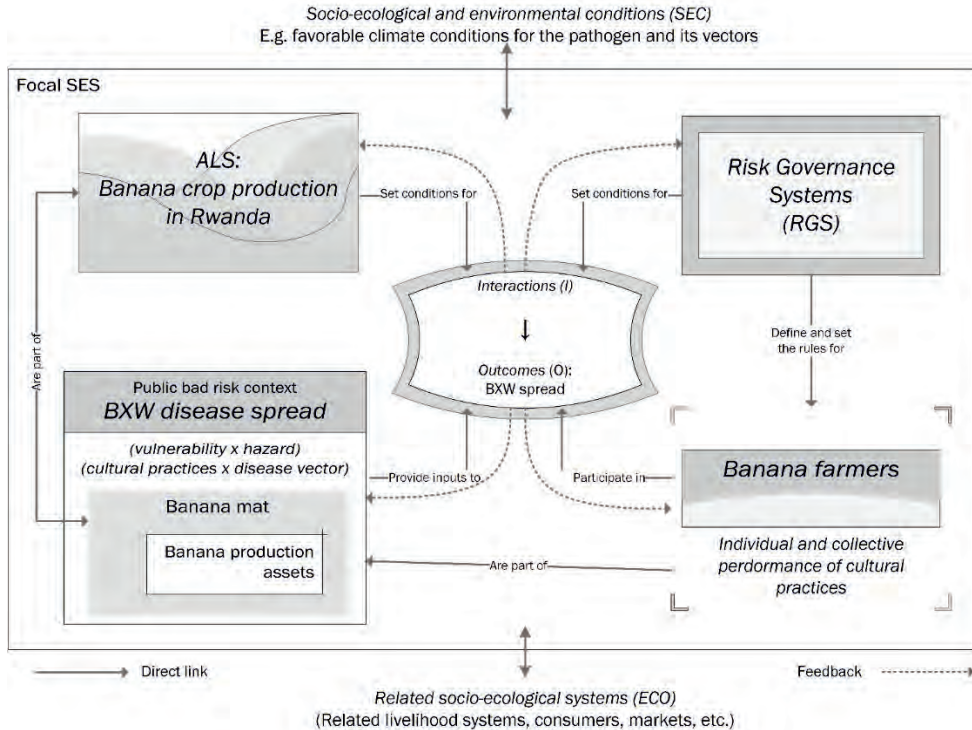 Socio-ecological and environmental conditions (SEC)
E.g. favorable climate conditions for the pathogen and its vectors
Focal SES
ALS:
Banana crop production
in Rwanda
Risk Governance
Systems
(RGS)
Set conditions for
Set conditions for
Interactions (I)
Outcomes (O):
BXW spread
Define and set
the rules for
Are part of
Public bad risk context
BXW disease spread
(vulnerability x hazard)
(cultural practices x disease vector)
Banana mat
Banana production
assets
Provide inputs to
Participate in
Banana farmers
Individual and collective
perdormance of cultural
practices
Are part of
Direct link
Feedback
Related socio-ecological systems (ECO)
(Related livelihood systems, consumers, markets, etc.)